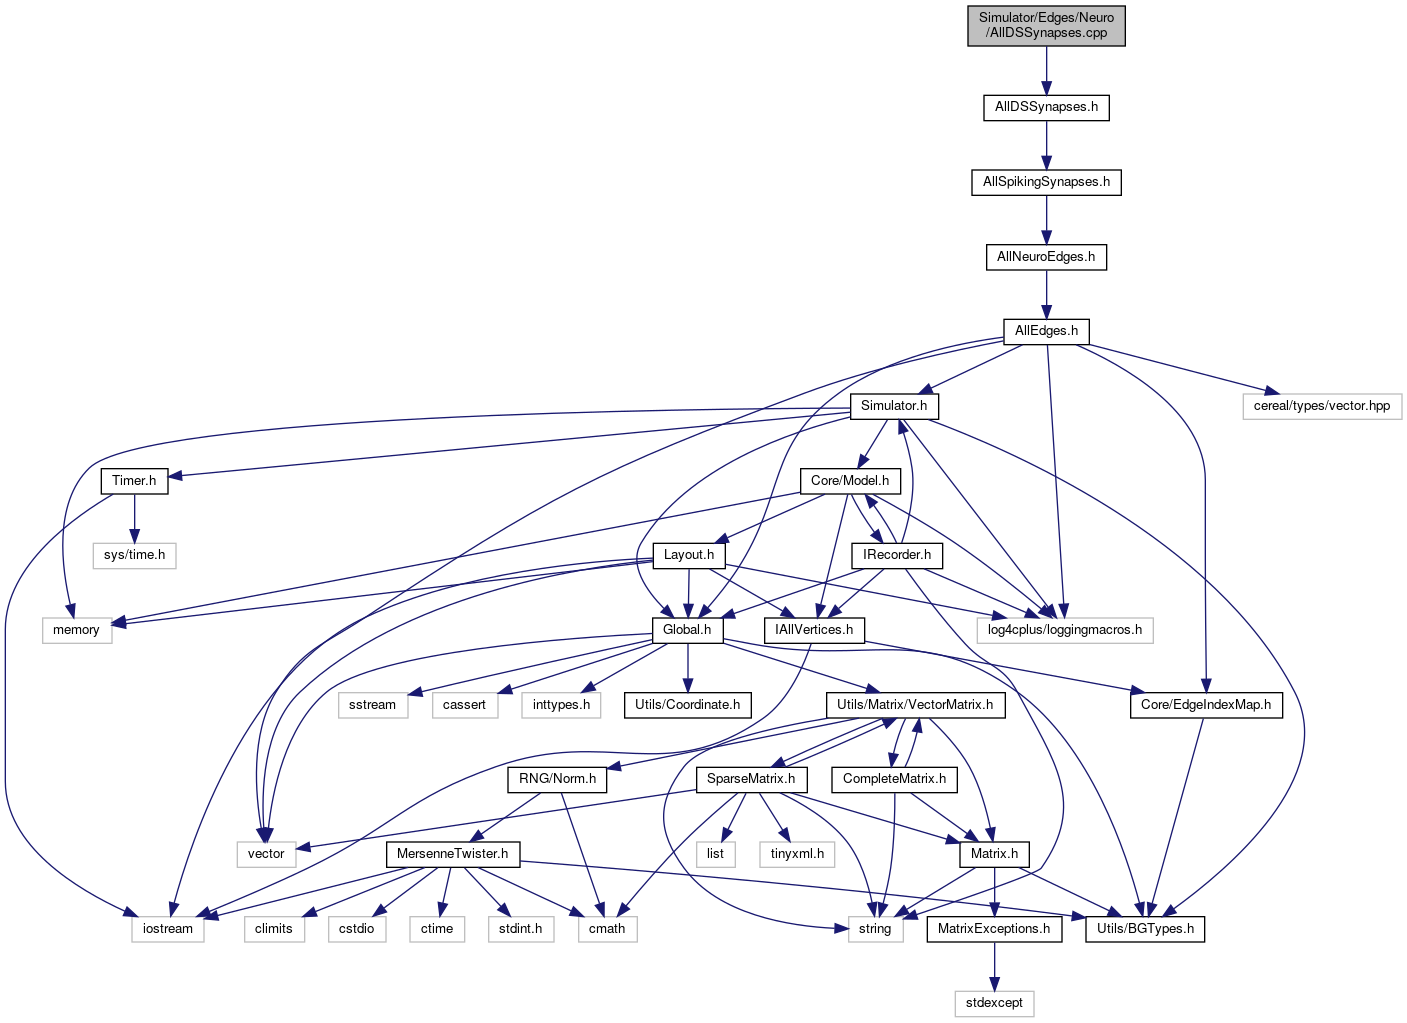 Simulator/Edges/Neuro
/AllDSSynapses.cpp
AllDSSynapses.h
AllSpikingSynapses.h
AllNeuroEdges.h
AllEdges.h
Simulator.h
cereal/types/vector.hpp
Timer.h
Core/Model.h
sys/time.h
Layout.h
IRecorder.h
memory
Global.h
IAllVertices.h
log4cplus/loggingmacros.h
sstream
cassert
inttypes.h
Utils/Coordinate.h
Utils/Matrix/VectorMatrix.h
Core/EdgeIndexMap.h
RNG/Norm.h
SparseMatrix.h
CompleteMatrix.h
vector
MersenneTwister.h
list
tinyxml.h
Matrix.h
iostream
climits
cstdio
ctime
stdint.h
cmath
string
MatrixExceptions.h
Utils/BGTypes.h
stdexcept